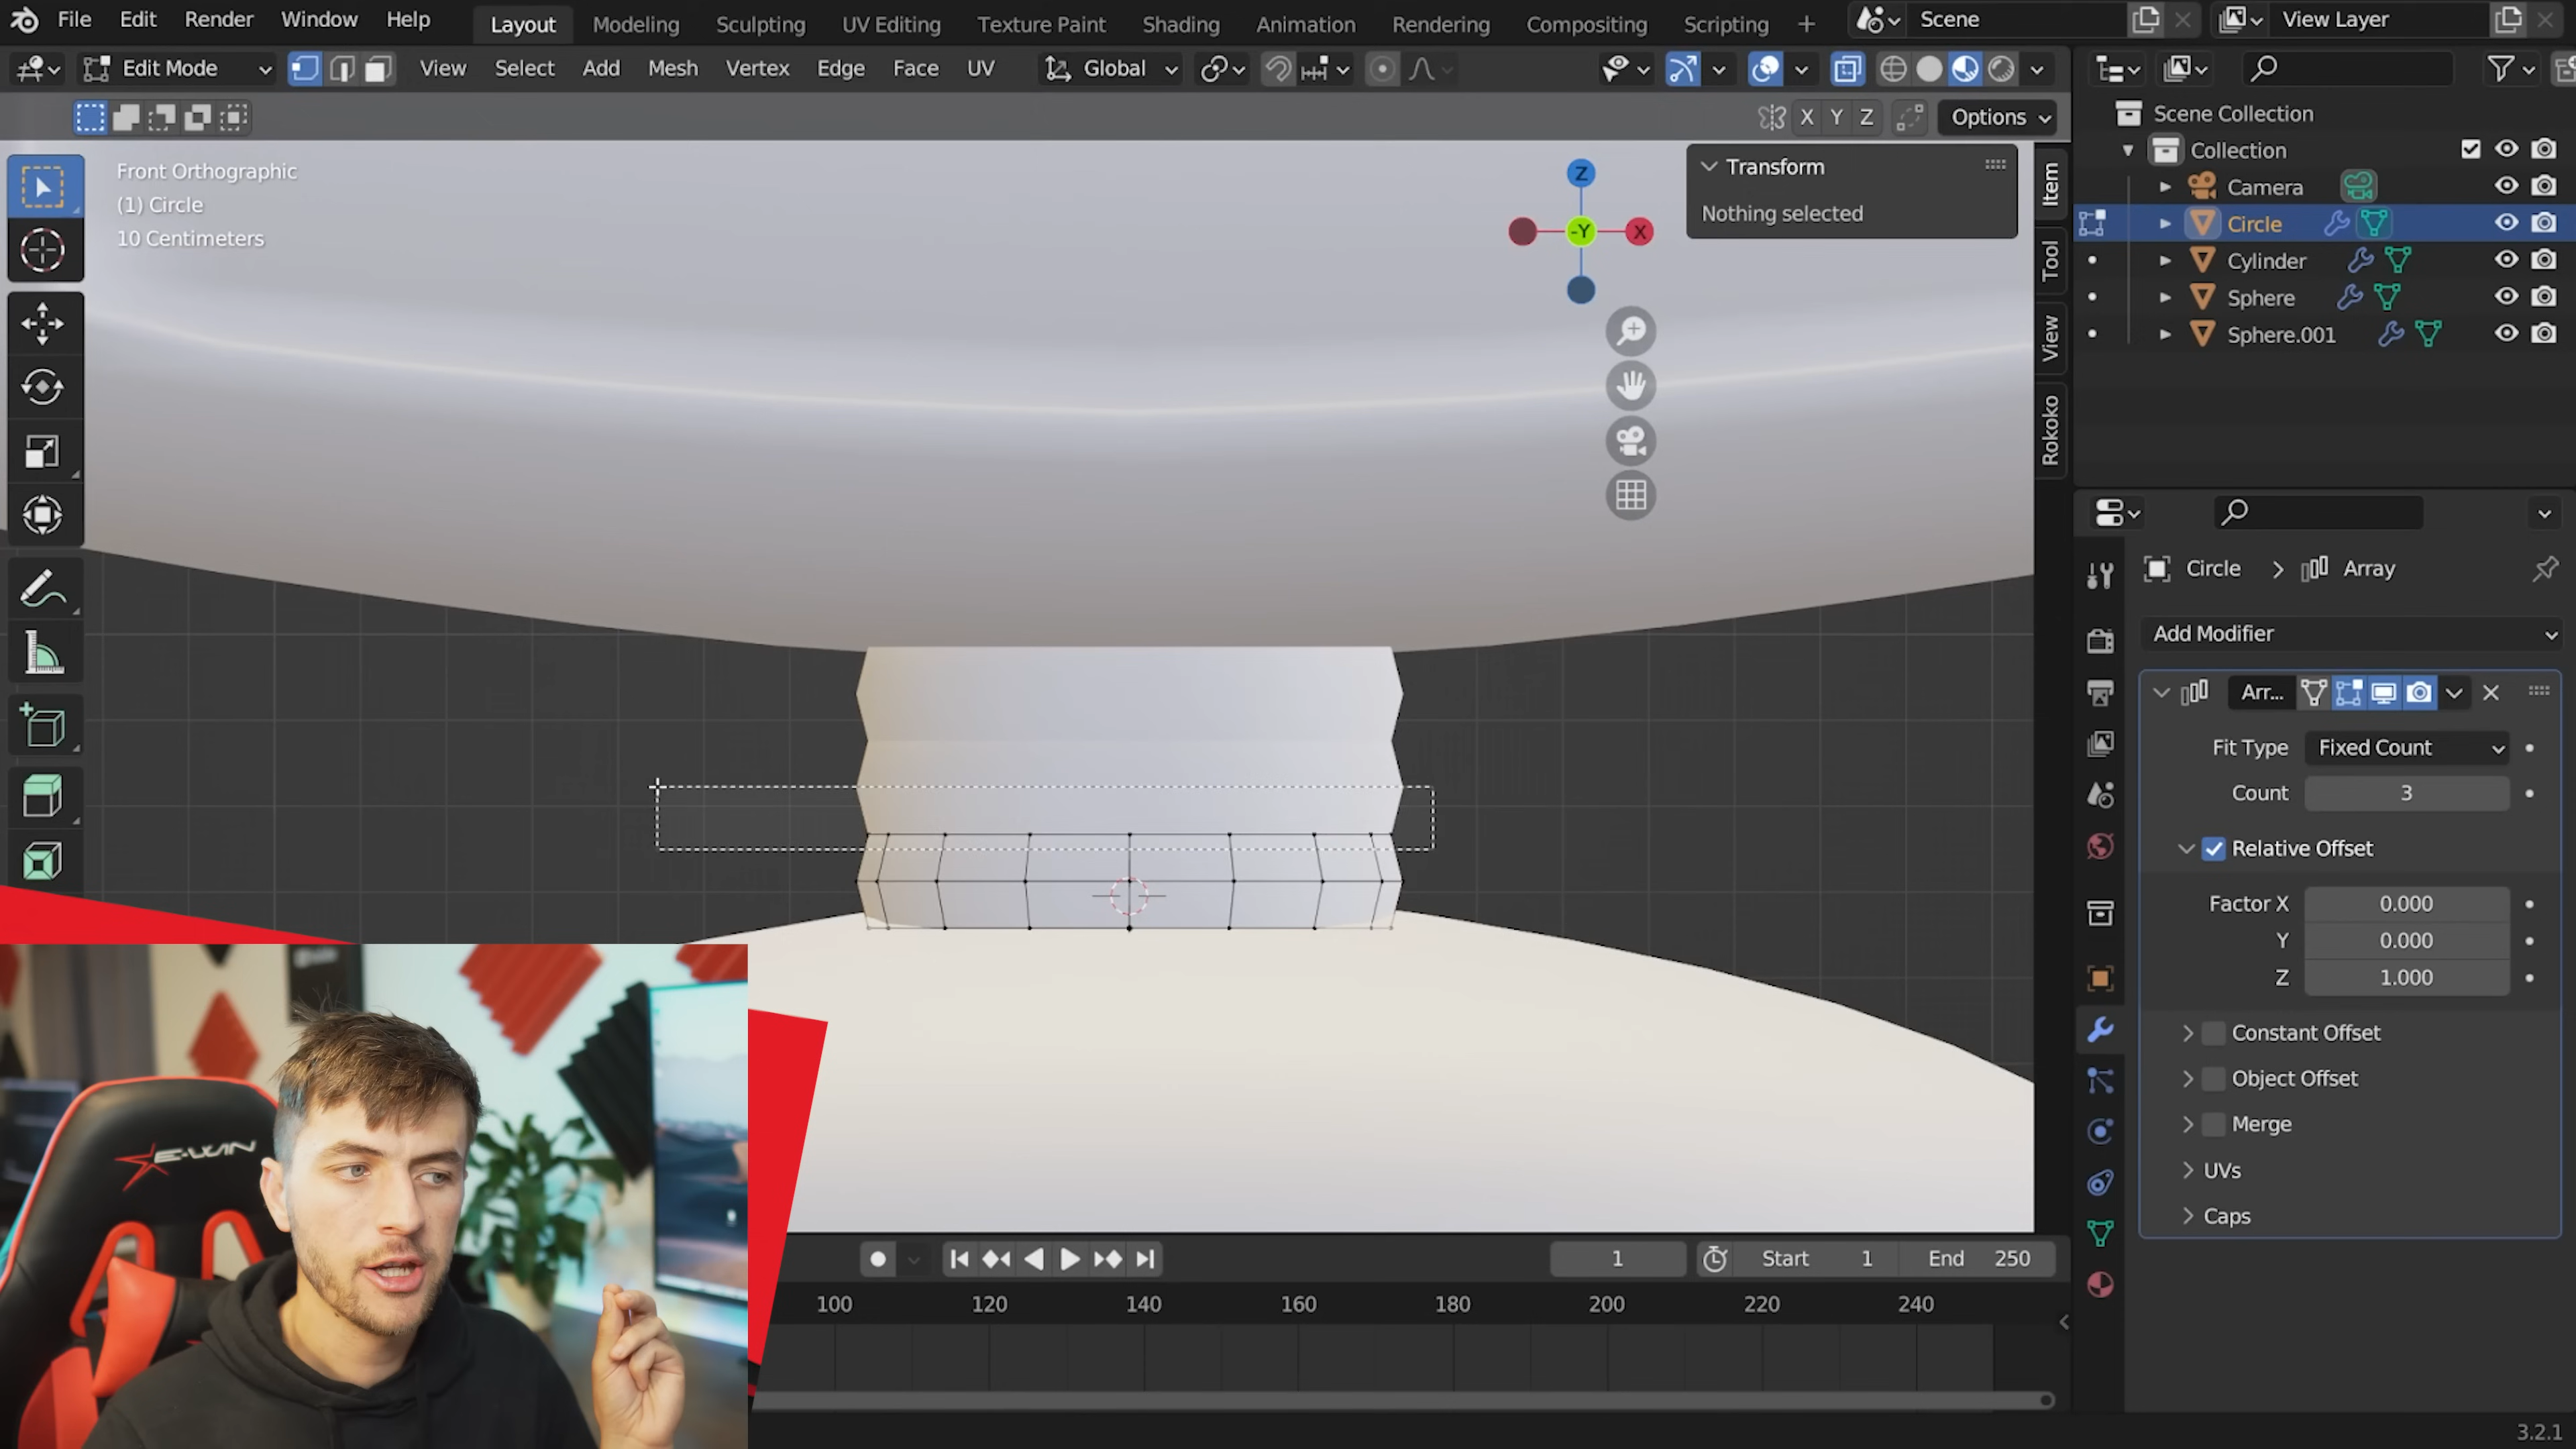 File Edit Render Window Help Layout Modeling Sculpting UV Editing Texture Paint Shading Animation Rendering Compositing Scripting + Scene View Layer
Edit Mode View Select Add Mesh Vertex Edge Face UV Global
X Y Z Options
Front Orthographic
(1) Circle
10 Centimeters
Z
-Y
X
Transform
Nothing selected
Item
Tool
View
Rokoko
Scene Collection
Collection
Camera
Circle
Cylinder
Sphere
Sphere.001
Circle > Array
Add Modifier
Arr...
Fit Type Fixed Count
Count 3
Relative Offset
Factor X 0.000
Y 0.000
Z 1.000
Constant Offset
Object Offset
Merge
UVs
Caps
E-WIN
1 Start 1 End 250
100 120 140 160 180 200 220 240
3.2.1